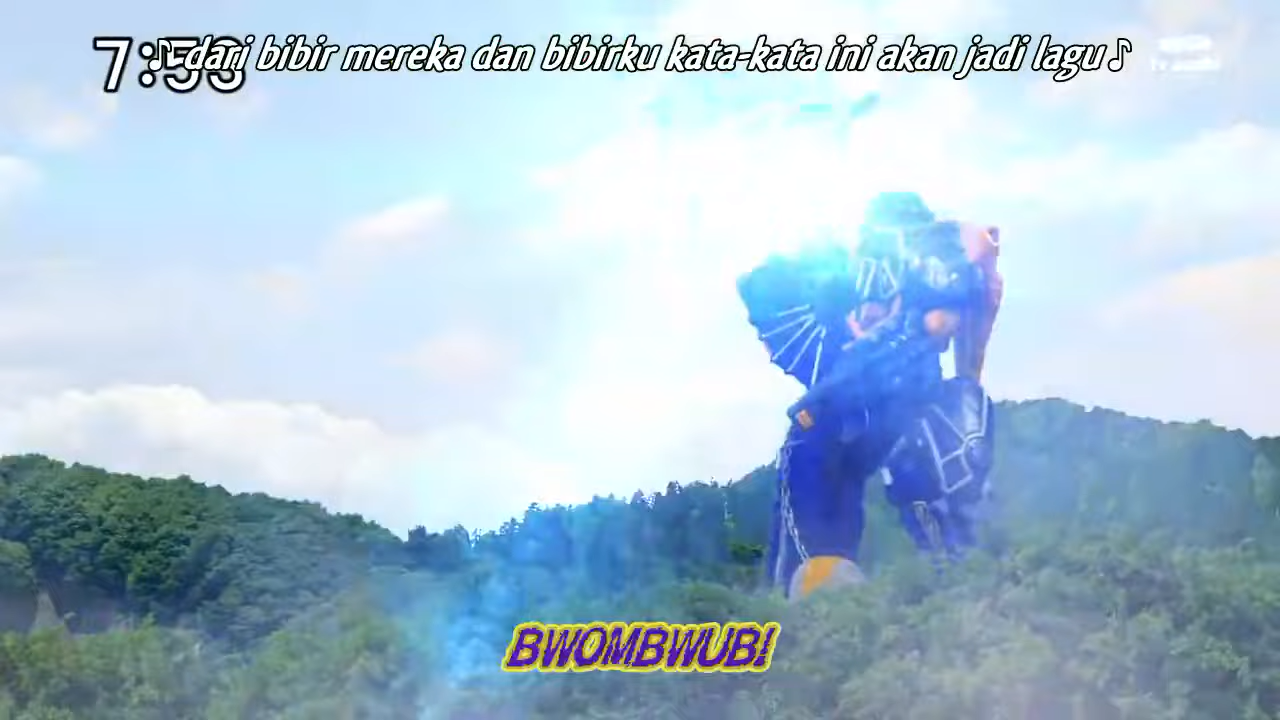 7:53
♪ dari bibir mereka dan bibirku kata-kata ini akan jadi lagu ♪
BWOMBWUB!